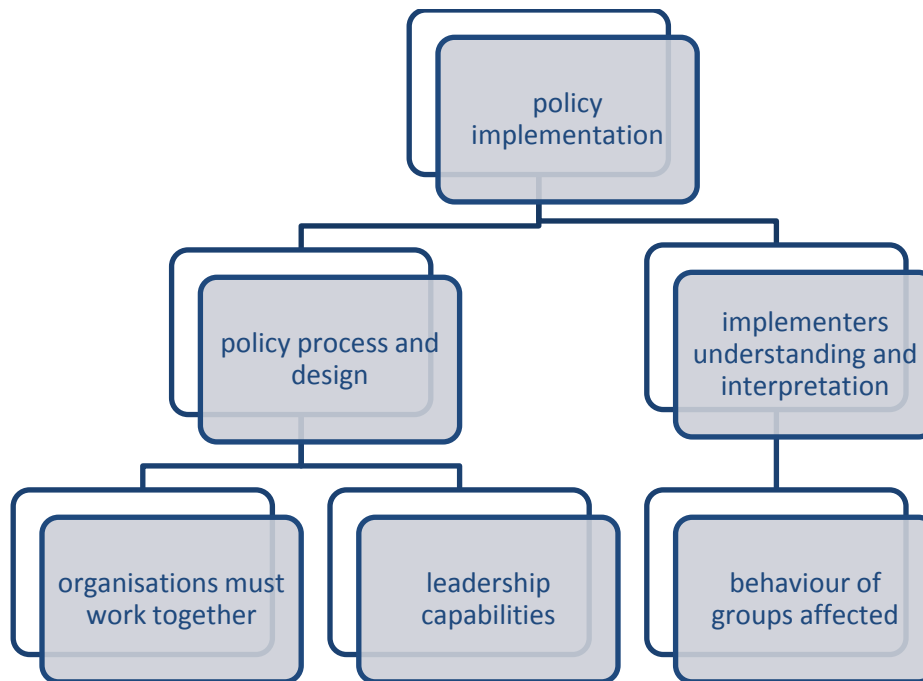 policy
implementation
policy process and
design
implementers
understanding and
interpretation
organisations must
work together
leadership
capabilities
behaviour of
groups affected